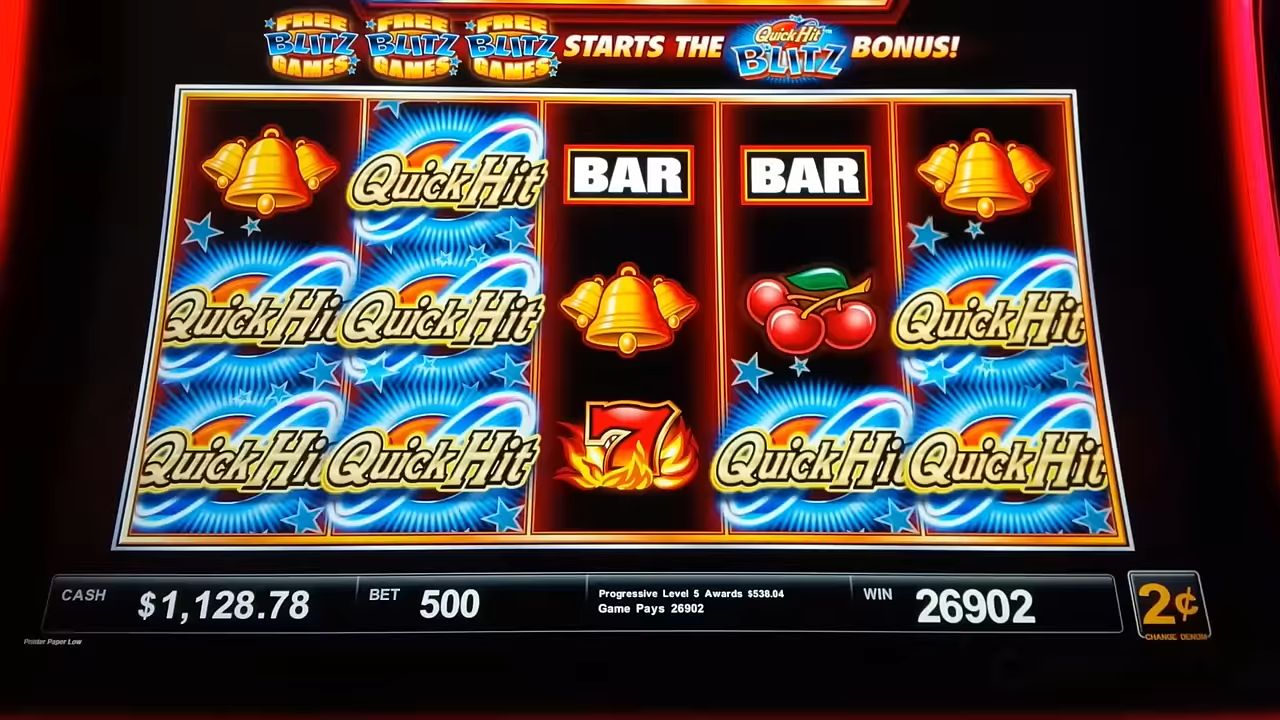 FREE BLITZ GAMES FREE BLITZ GAMES FREE BLITZ GAMES STARTS THE Quick Hit BLITZ BONUS!
Quick Hit BAR BAR
Quick Hit Quick Hit Quick Hit
7
Quick Hit Quick Hit Quick Hit Quick Hit
CASH $1,128.78 BET 500 Progressive Level 5 Awards $538.04 WIN 26902 2¢
Game Pays 26902
CHANGE DENOM
Printer Paper Low